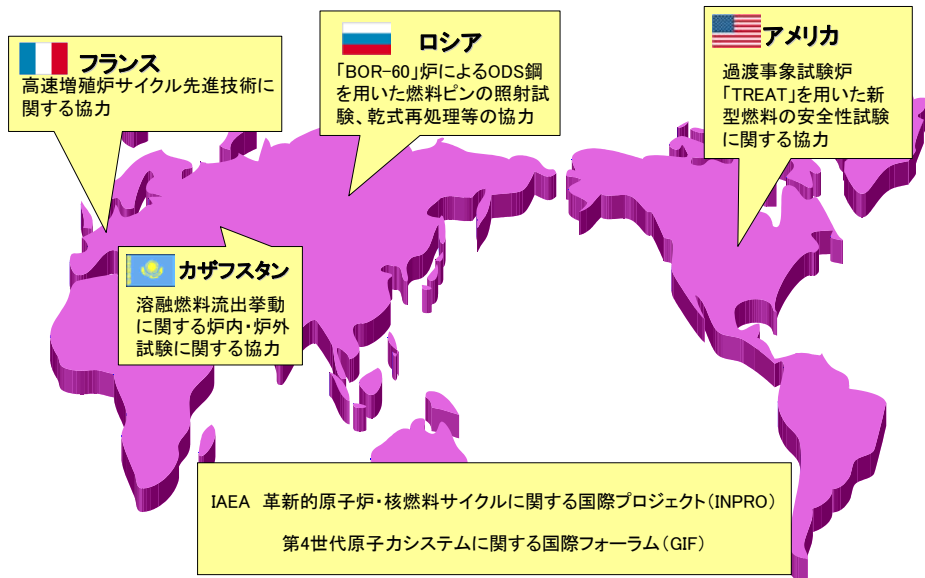 フランス
高速増殖炉サイクル先進技術に
関する協力
ロシア
「BOR-60」炉によるODS鋼
を用いた燃料ピンの照射試
験、乾式再処理等の協力
アメリカ
過渡事象試験炉
「TREAT」を用いた新
型燃料の安全性試験
に関する協力
カザフスタン
溶融燃料流出挙動
に関する炉内・炉外
試験に関する協力
IAEA 革新的原子炉・核燃料サイクルに関する国際プロジェクト(INPRO)
第4世代原子力システムに関する国際フォーラム(GIF)